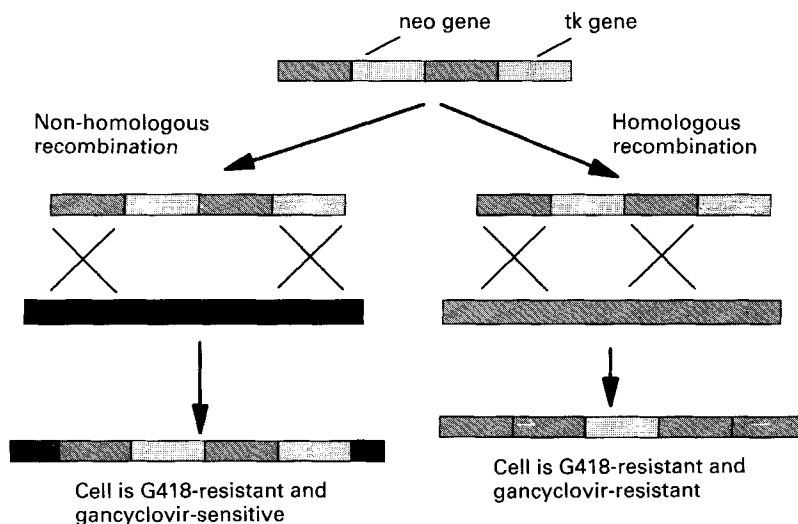 neo gene
tk gene
Non-homologous
recombination
Homologous
recombination
Cell is G418-resistant and
gancyclovir-sensitive
Cell is G418-resistant and
gancyclovir-resistant